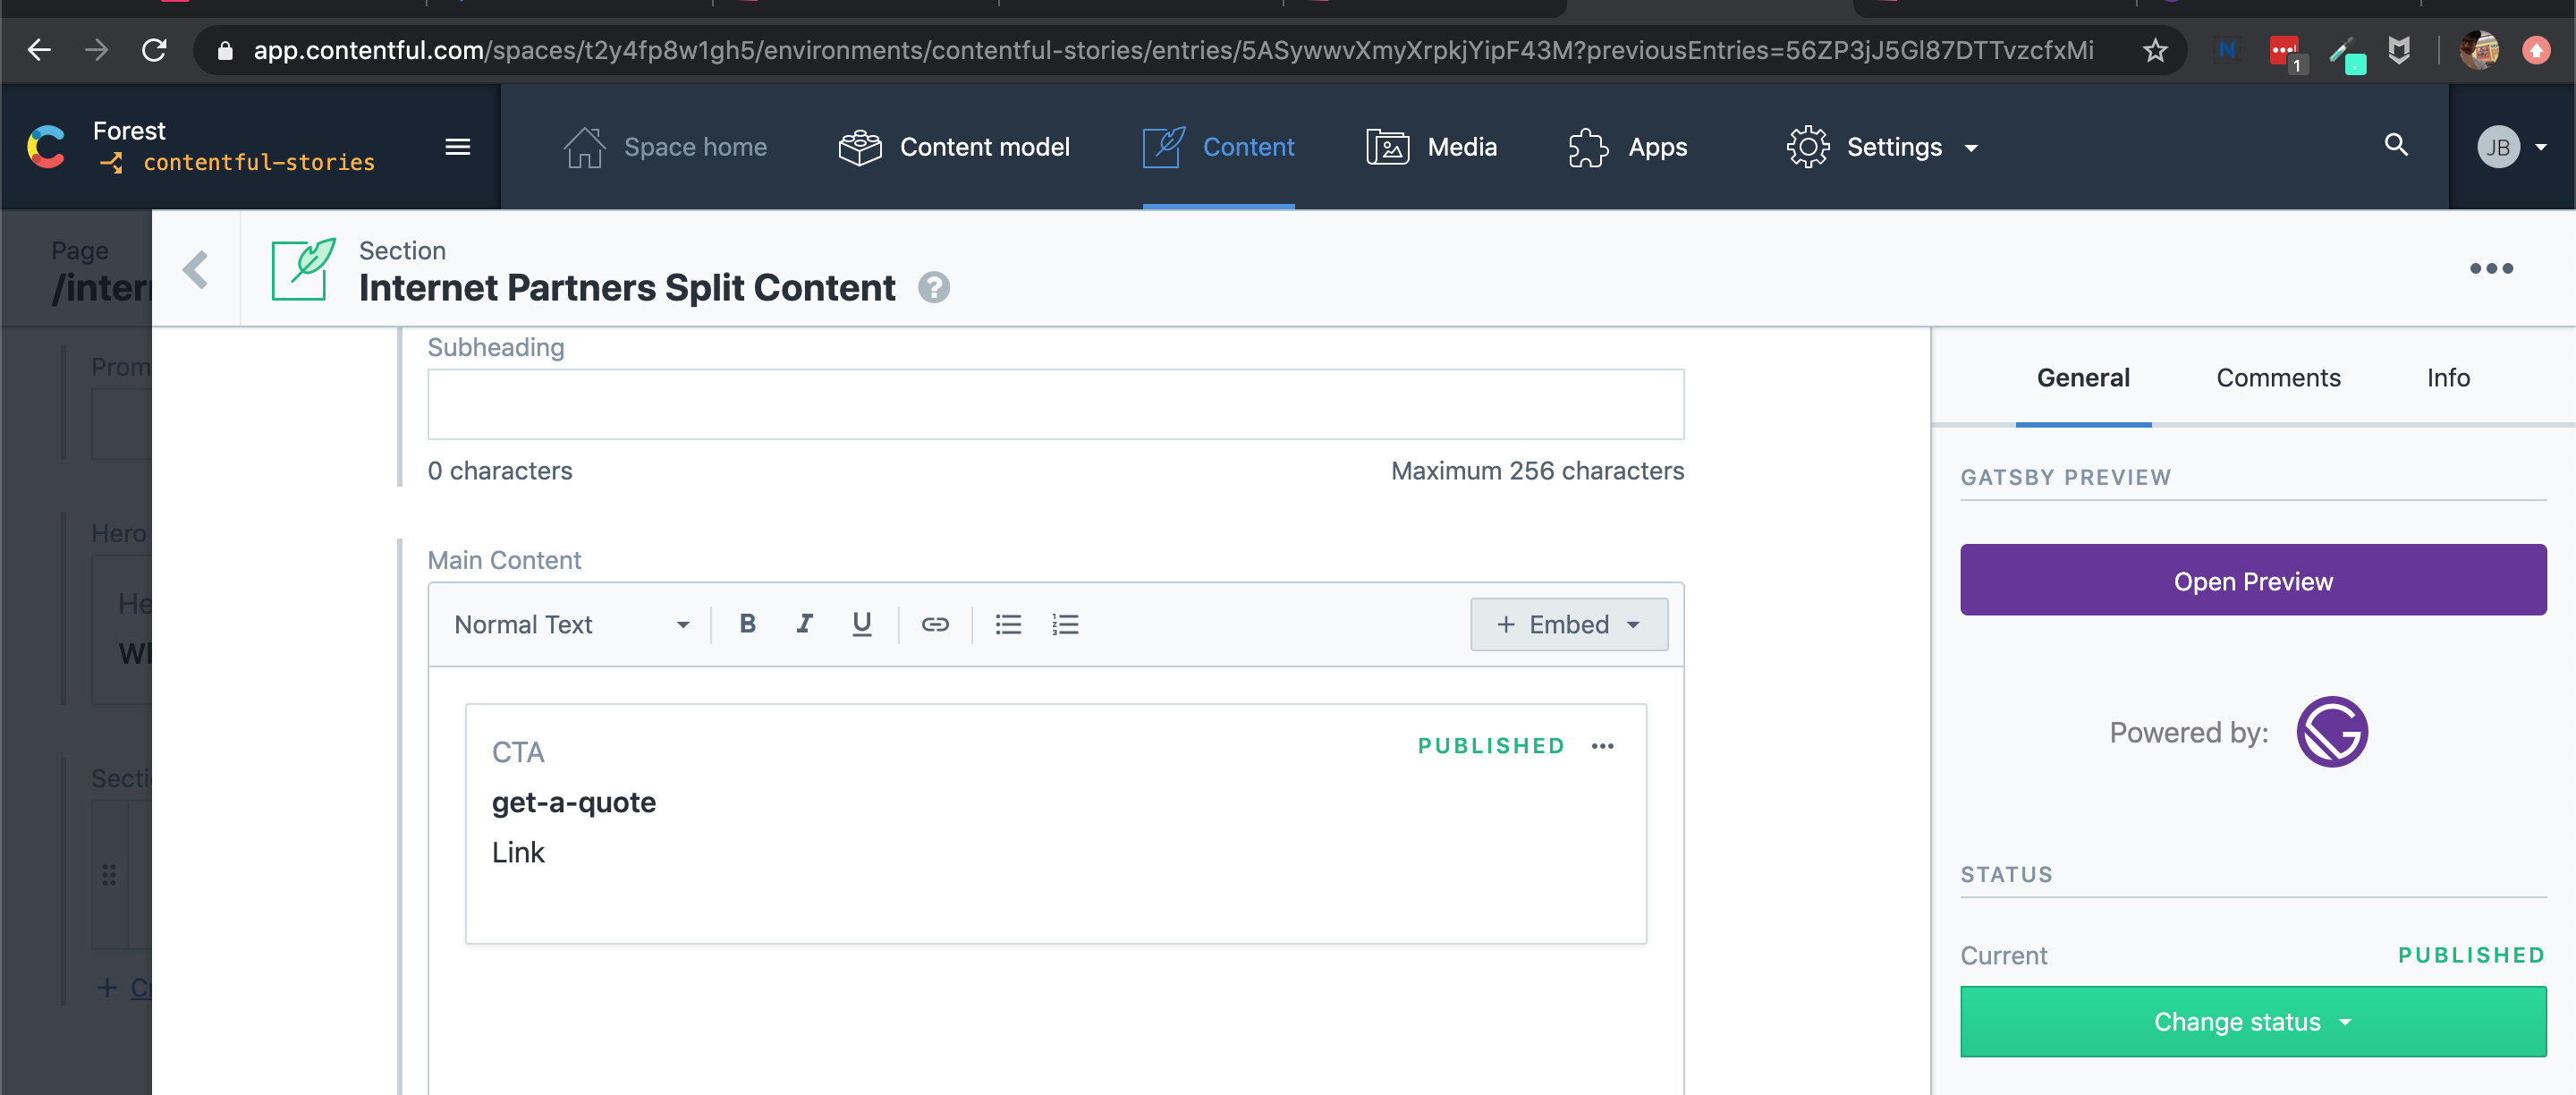 app.contentful.com/spaces/t2y4fp8w1gh5/environments/contentful-stories/entries/5ASywwvXmyXrpkjYipF43M?previousEntries=56ZP3jJ5Gl87DTTvzcfxMi
N
1
Forest
contentful-stories
Space home
Content model
Content
Media
Apps
Settings
JB
Page
/inter
Section
Internet Partners Split Content
?
Prom
Hero
He
Wh
Secti
Subheading
0 characters
Maximum 256 characters
Main Content
Normal Text
B
I
U
+ Embed
CTA
PUBLISHED
get-a-quote
Link
General
Comments
Info
GATSBY PREVIEW
Open Preview
Powered by:
STATUS
Current
PUBLISHED
Change status